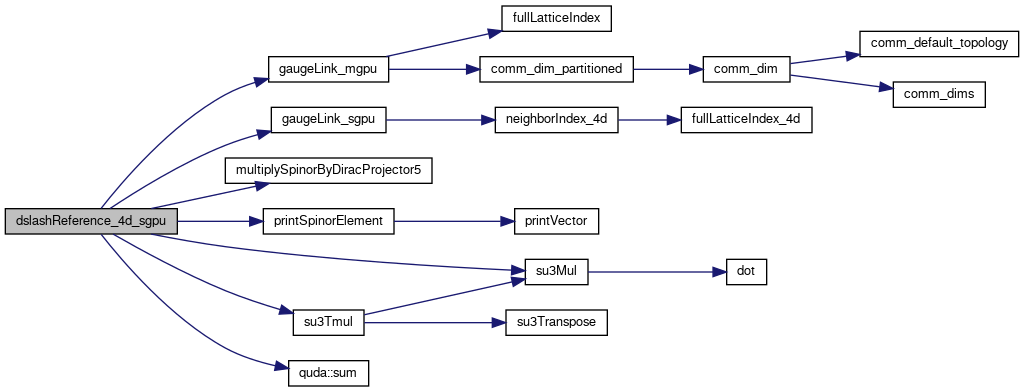 fullLatticeIndex
comm_default_topology
gaugeLink_mgpu
comm_dim_partitioned
comm_dim
comm_dims
gaugeLink_sgpu
neighborIndex_4d
fullLatticeIndex_4d
multiplySpinorByDiracProjector5
dslashReference_4d_sgpu
printSpinorElement
printVector
su3Mul
dot
su3Tmul
su3Transpose
quda::sum